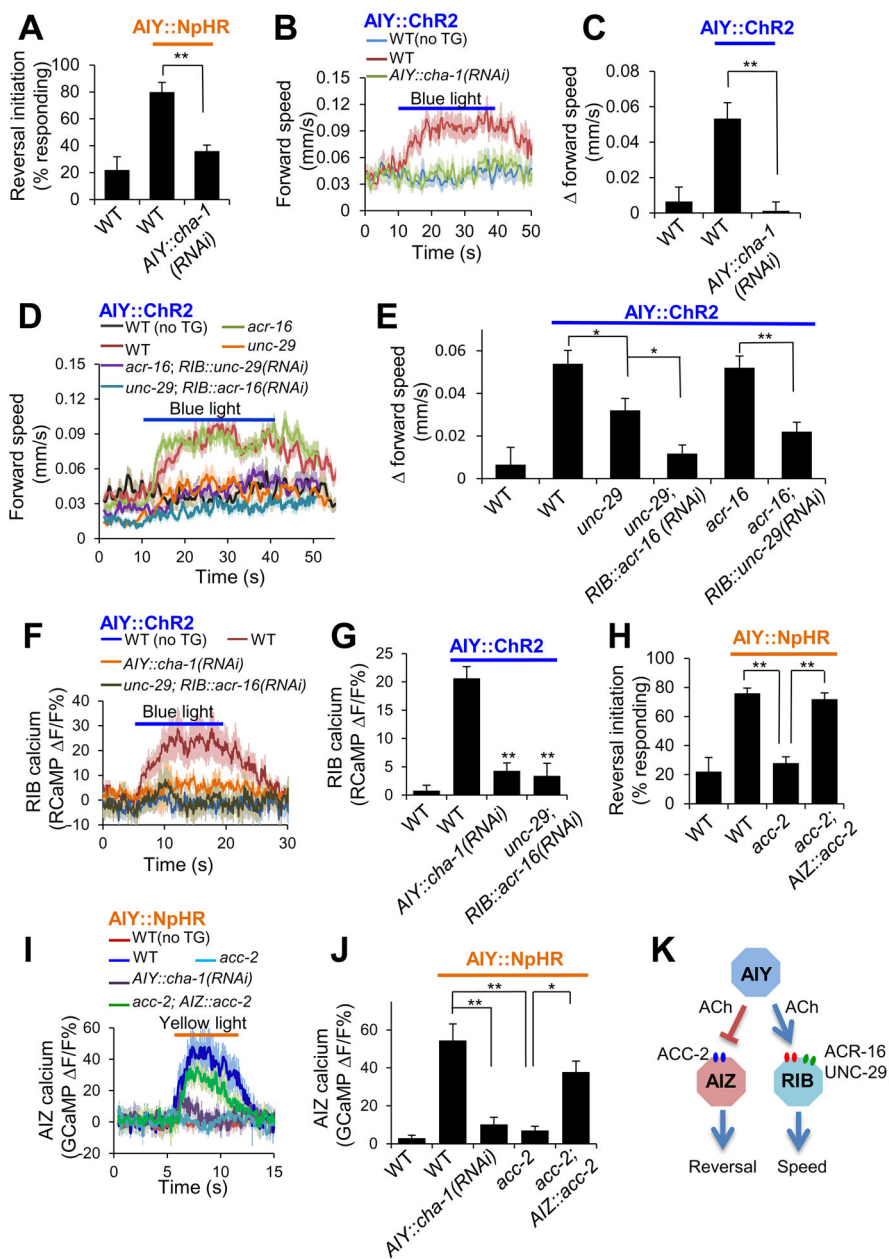 A
AIY::NpHR
**
100
80
60
40
20
0
Reversal initiation
(% responding)
WT
WT
AIY::cha-1
(RNAi)
B
AIY::ChR2
WT(no TG)
WT
AIY::cha-1(RNAi)
Blue light
0.15
0.12
0.09
0.06
0.03
0
Forward speed
(mm/s)
0 10 20 30 40 50
Time (s)
C
AIY::ChR2
**
0.08
0.06
0.04
0.02
0
Δ forward speed
(mm/s)
WT
WT
AIY::cha-1
(RNAi)
D
AIY::ChR2
WT (no TG)
acr-16
WT
unc-29
acr-16; RIB::unc-29(RNAi)
unc-29; RIB::acr-16(RNAi)
Blue light
0.15
0.12
0.09
0.06
0.03
0
Forward speed
(mm/s)
0 10 20 30 40 50
Time (s)
E
AIY::ChR2
*
*
**
0.06
0.04
0.02
0
Δ forward speed
(mm/s)
WT
WT
unc-29
unc-29;
RIB::acr-16 (RNAi)
acr-16
acr-16;
RIB::unc-29(RNAi)
F
AIY::ChR2
WT (no TG)
WT
AIY::cha-1(RNAi)
unc-29; RIB::acr-16(RNAi)
Blue light
40
30
20
10
0
-10
RIB calcium
(RCaMP ΔF/F%)
0 10 20 30
Time (s)
G
AIY::ChR2
25
20
15
10
5
0
** **
RIB calcium
(RCaMP ΔF/F%)
WT
WT
AIY::cha-1(RNAi)
unc-29;
RIB::acr-16(RNAi)
H
AIY::NpHR
** **
100
80
60
40
20
0
Reversal initiation
(% responding)
WT
WT
acc-2
acc-2;
AIZ::acc-2
I
AIY::NpHR
WT(no TG)
WT
acc-2
AIY::cha-1(RNAi)
acc-2; AIZ::acc-2
Yellow light
60
40
20
0
-20
AIZ calcium
(GCaMP ΔF/F%)
0 5 10 15
Time (s)
J
AIY::NpHR
**
**
*
60
40
20
0
AIZ calcium
(GCaMP ΔF/F%)
WT
WT
AIY::cha-1(RNAi)
acc-2
acc-2;
AIZ::acc-2
K
AIY
ACh
ACh
ACC-2
ACR-16
UNC-29
AIZ
RIB
Reversal
Speed